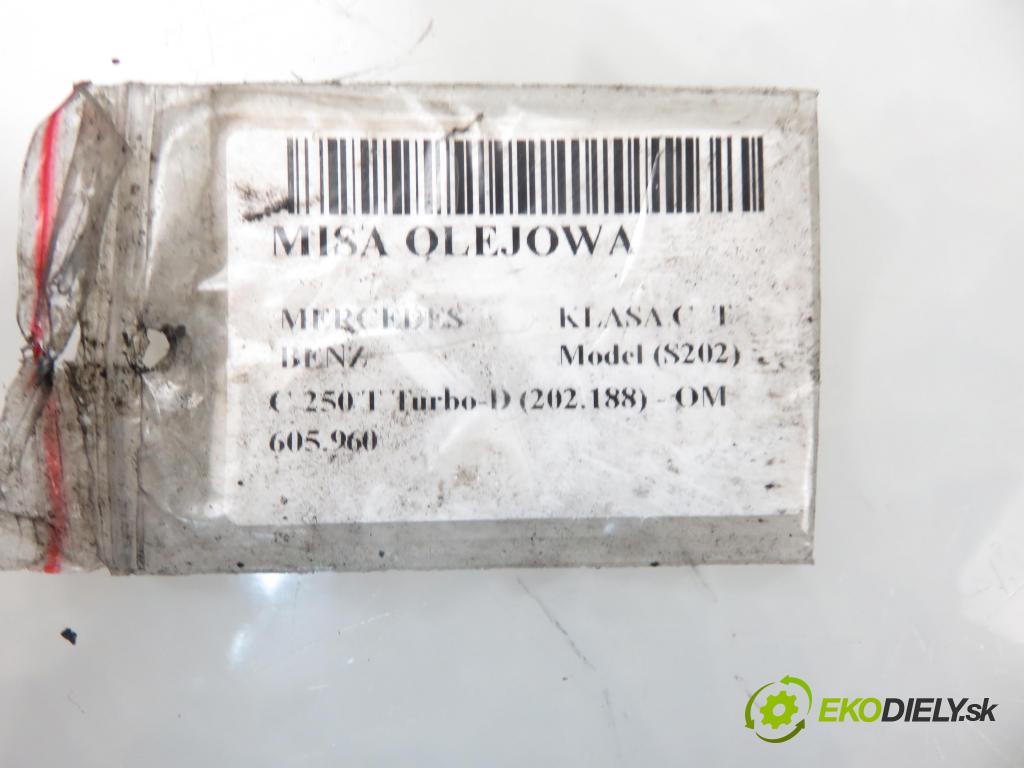 MISA OLEJOWA
MERCEDES KLASA C T
BENZ Model (S202)
C 250 T Turbo-D (202.188) - OM
605.960
EKODIELY.sk